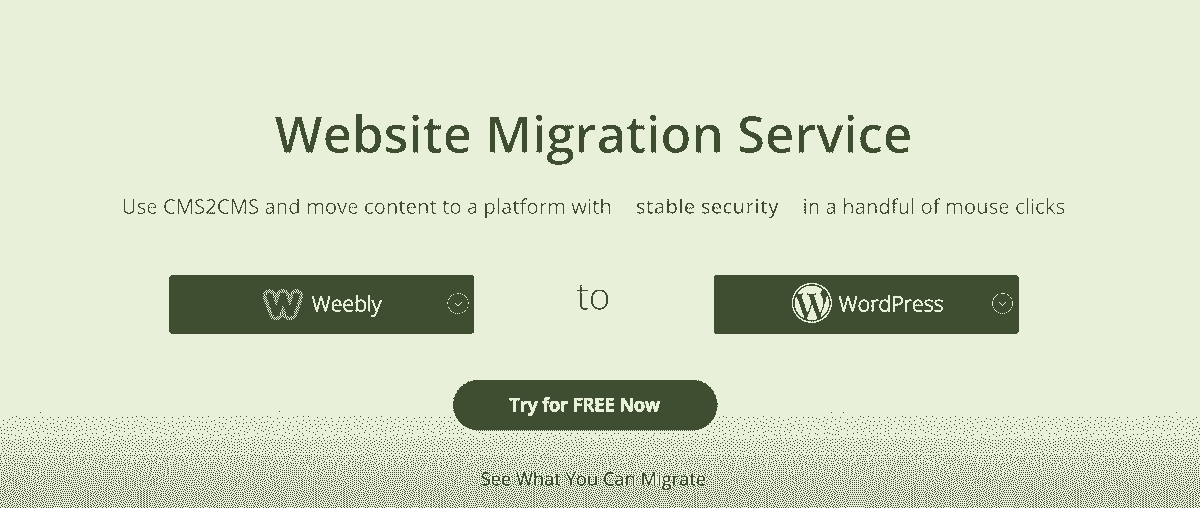 Website Migration Service
Use CMS2CMS and move content to a platform with stable security in a handful of mouse clicks
Weebly to WordPress
Try for FREE Now
See What You Can Migrate